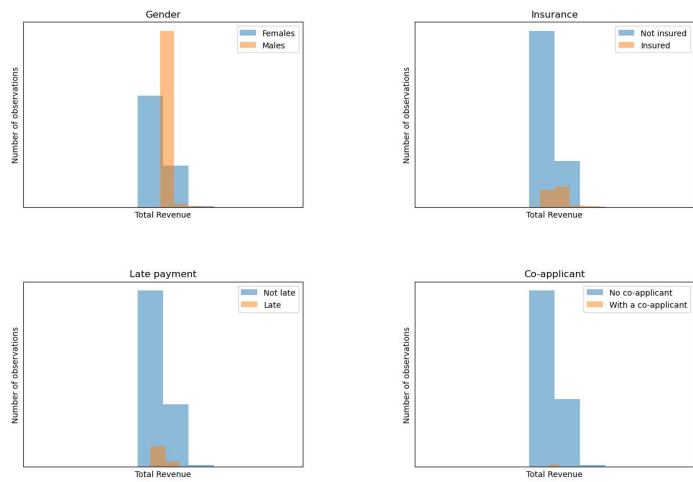 Gender
Females
Males
Number of observations
Total Revenue
Insurance
Not insured
Insured
Number of observations
Total Revenue
Late payment
Not late
Late
Number of observations
Total Revenue
Co-applicant
No co-applicant
With a co-applicant
Number of observations
Total Revenue